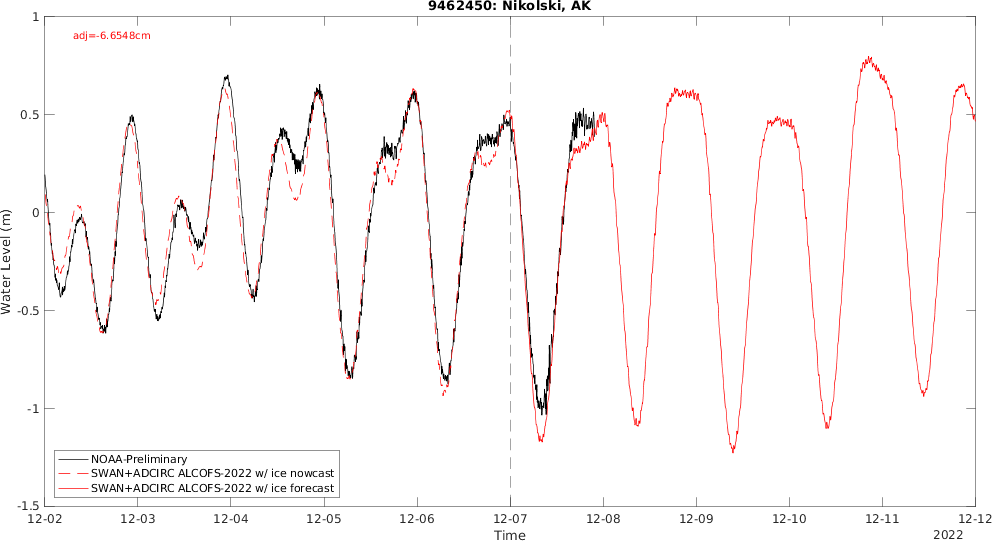 9462450: Nikolski, AK
adj=-6.6548cm
Water Level (m)
1
0.5
0
-0.5
-1
-1.5
NOAA-Preliminary
SWAN+ADCIRC ALCOFS-2022 w/ ice nowcast
SWAN+ADCIRC ALCOFS-2022 w/ ice forecast
12-02 12-03 12-04 12-05 12-06 12-07 12-08 12-09 12-10 12-11 12-12
Time
2022